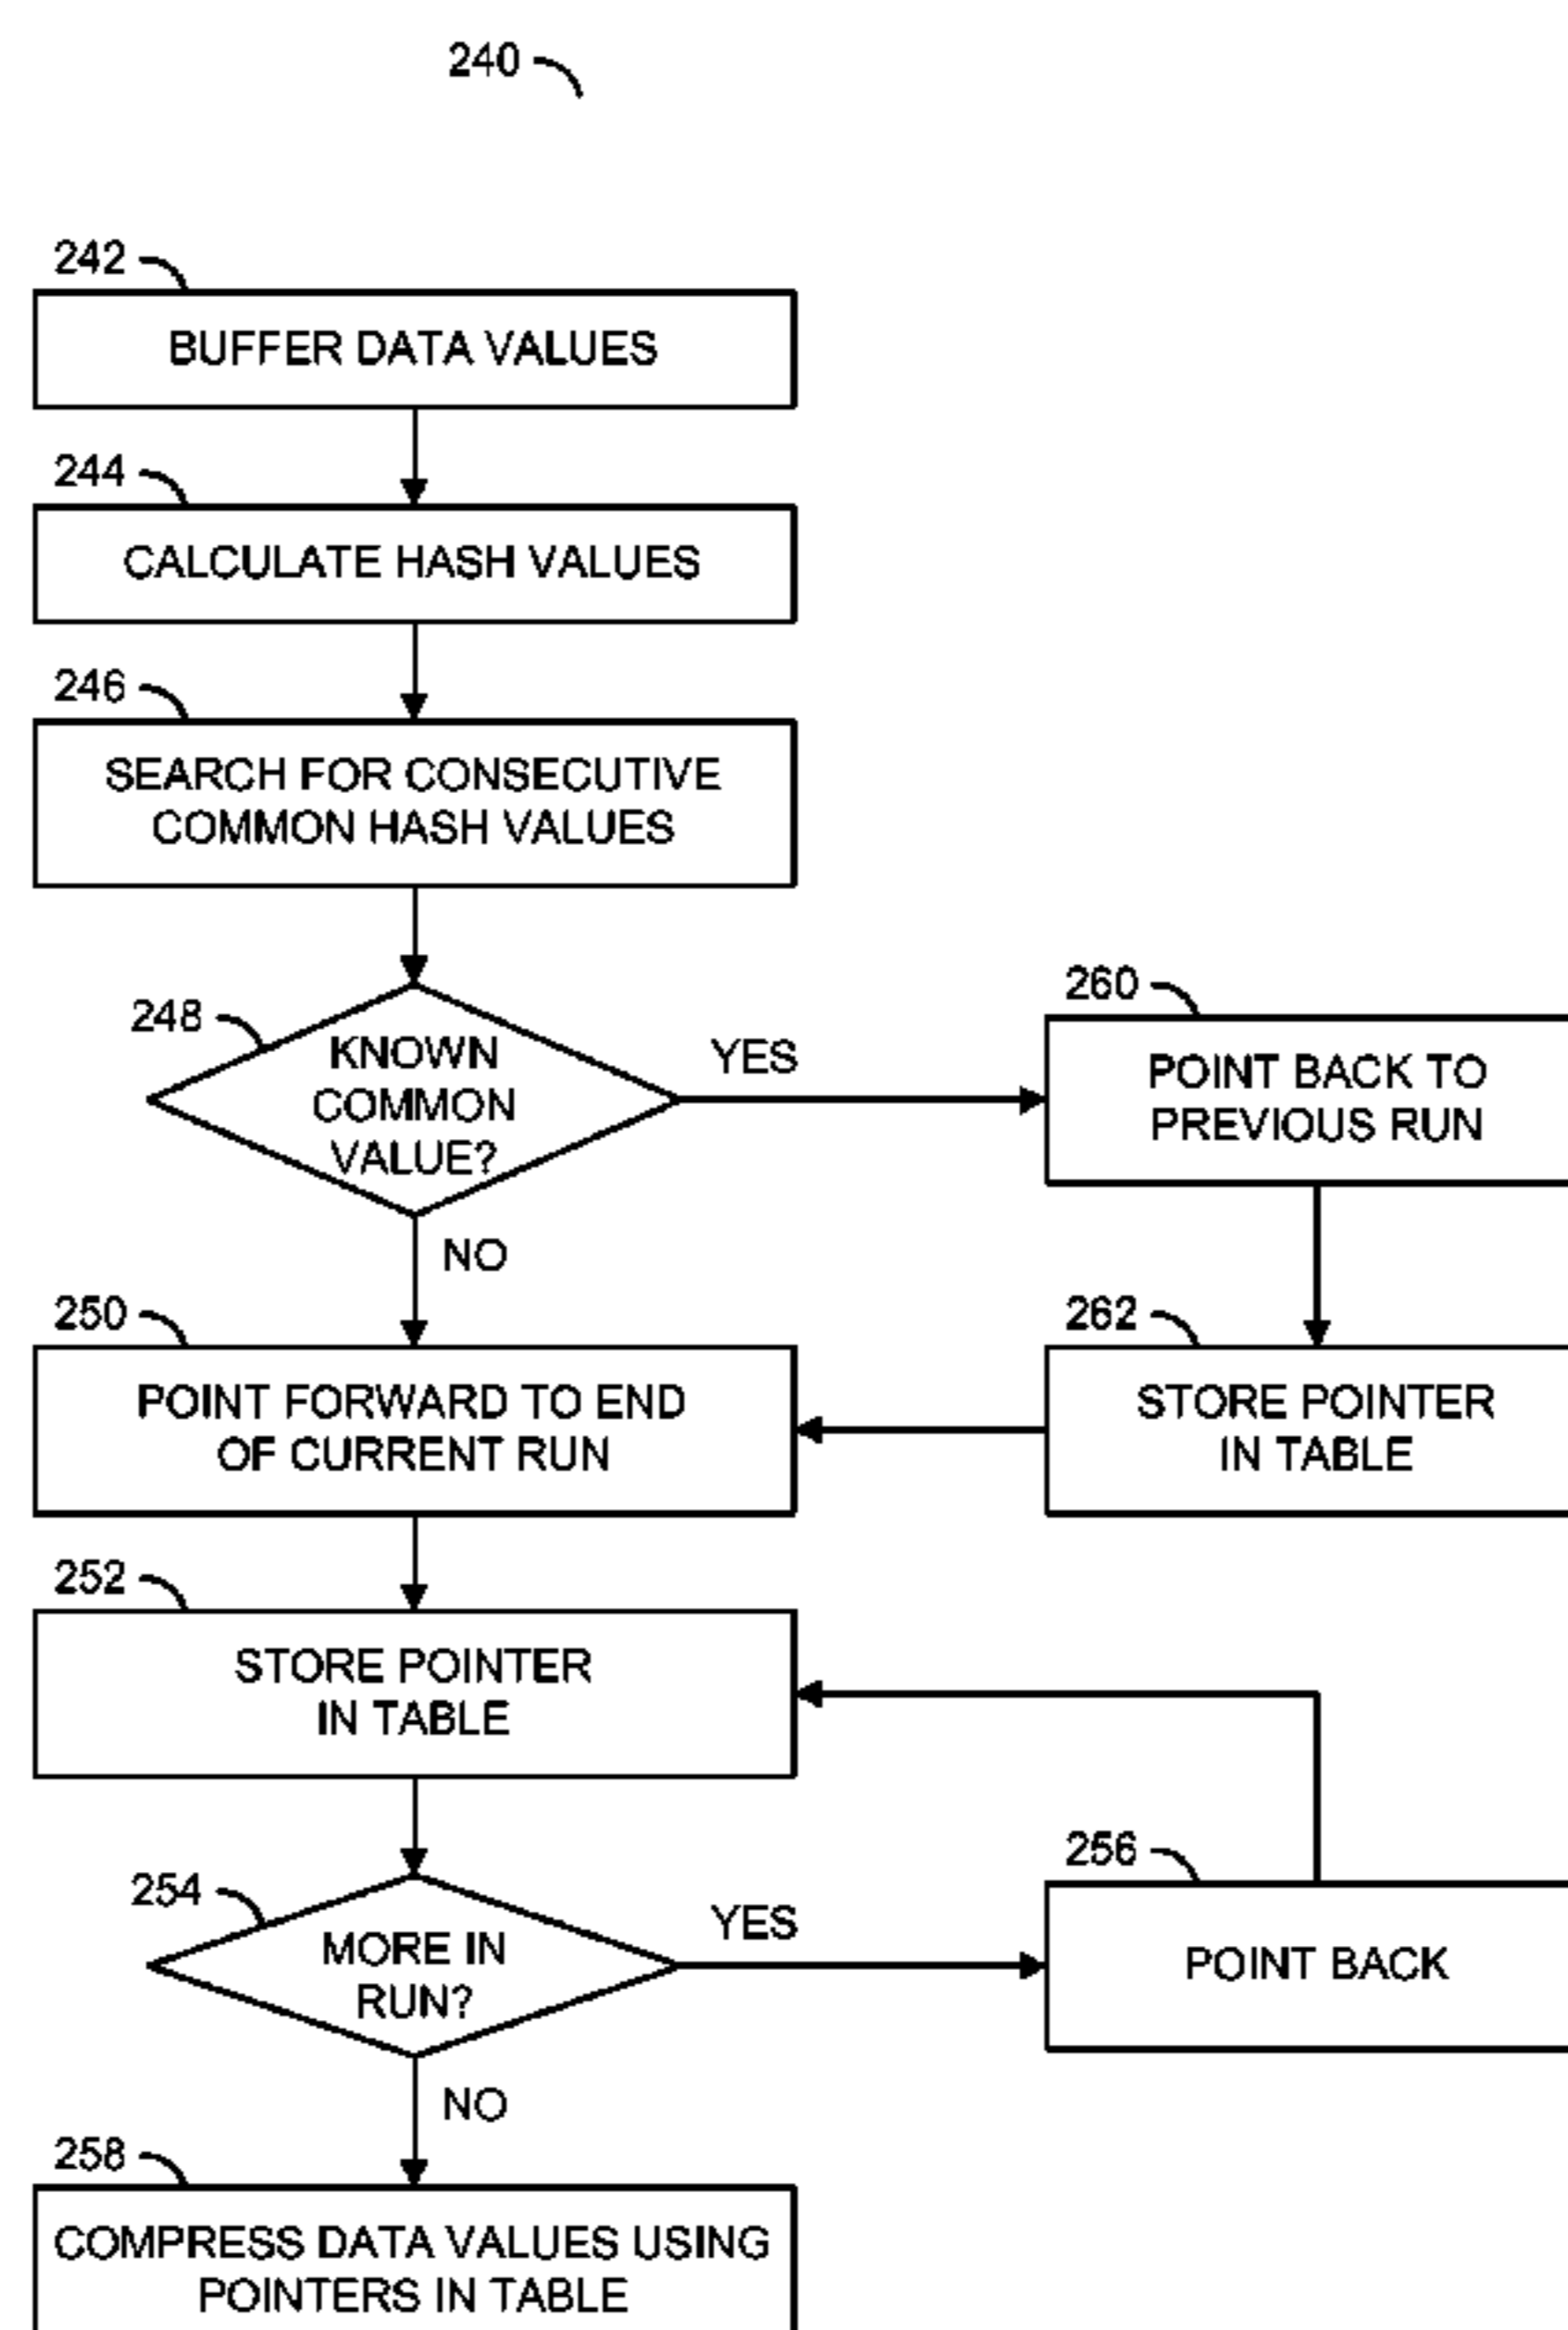 240
242
BUFFER DATA VALUES
244
CALCULATE HASH VALUES
246
SEARCH FOR CONSECUTIVE
COMMON HASH VALUES
248
KNOWN
COMMON
VALUE?
YES
260
POINT BACK TO
PREVIOUS RUN
NO
250
POINT FORWARD TO END
OF CURRENT RUN
262
STORE POINTER
IN TABLE
252
STORE POINTER
IN TABLE
254
MORE IN
RUN?
YES
256
POINT BACK
NO
258
COMPRESS DATA VALUES USING
POINTERS IN TABLE